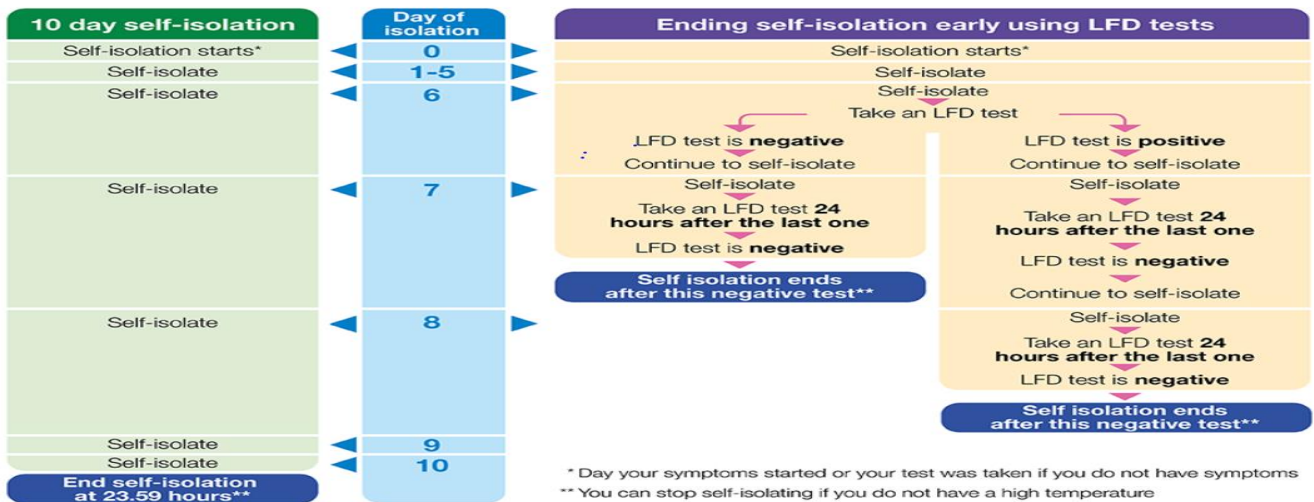 10 day self-isolation
Self-isolation starts*
Self-isolate
Self-isolate
Self-isolate
Self-isolate
Self-isolate
Self-isolate
End self-isolation
at 23.59 hours**
Day of
isolation
0
1-5
6
7
8
9
10
Ending self-isolation early using LFD tests
Self-isolation starts*
Self-isolate
Self-isolate
Take an LFD test
LFD test is negative
Continue to self-isolate
Self-isolate
Take an LFD test 24
hours after the last one
LFD test is negative
Self isolation ends
after this negative test**
LFD test is positive
Continue to self-isolate
Self-isolate
Take an LFD test 24
hours after the last one
LFD test is negative
Continue to self-isolate
Self-isolate
Take an LFD test 24
hours after the last one
LFD test is negative
Self isolation ends
after this negative test**
* Day your symptoms started or your test was taken if you do not have symptoms
** You can stop self-isolating if you do not have a high temperature